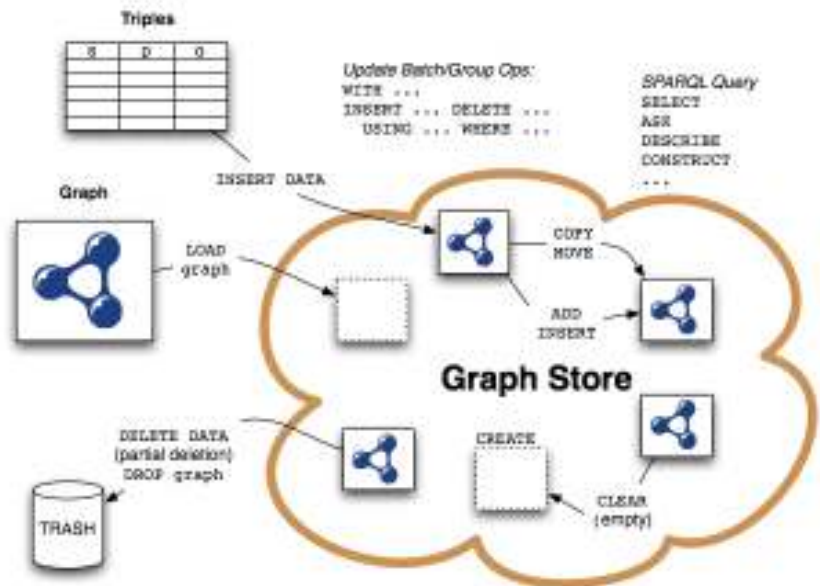 Triples
S P O
Update Batch/Group Ops:
WITH ...
INSERT ... DELETE ...
USING ... WHERE ...
SPARQL Query
SELECT
ASK
DESCRIBE
CONSTRUCT
...
INSERT DATA
Graph
LOAD
graph
COPY
MOVE
ADD
INSERT
Graph Store
DELETE DATA
(partial deletion)
DROP graph
CREATE
CLEAR
(empty)
TRASH